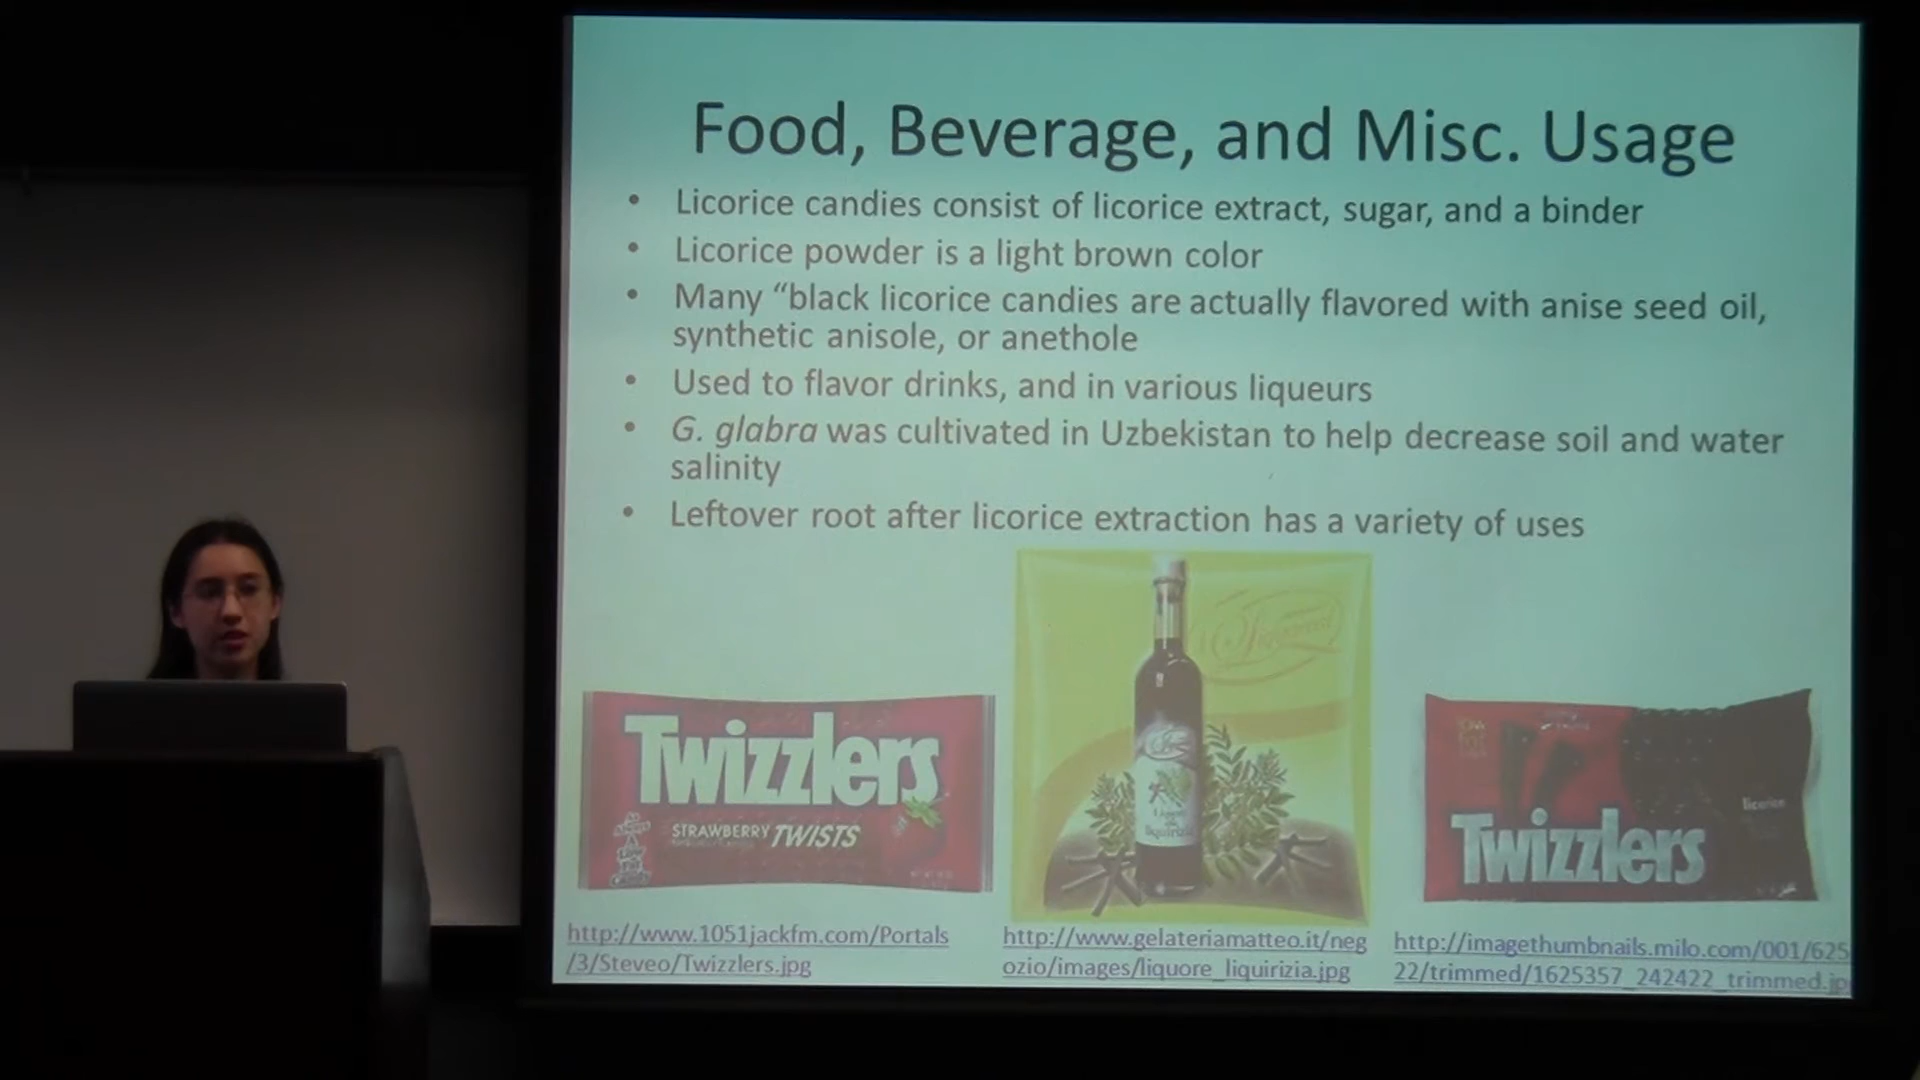 Food, Beverage, and Misc. Usage
• Licorice candies consist of licorice extract, sugar, and a binder
• Licorice powder is a light brown color
• Many “black licorice candies are actually flavored with anise seed oil,
synthetic anisole, or anethole
• Used to flavor drinks, and in various liqueurs
• G. glabra was cultivated in Uzbekistan to help decrease soil and water
salinity
• Leftover root after licorice extraction has a variety of uses
Twizzlers
STRAWBERRY TWISTS
liquirizia
licorice
Twizzlers
http://www.1051jackfm.com/Portals
/3/Steveo/Twizzlers.jpg
http://www.gelateriamatteo.it/neg
ozio/images/liquore_liquirizia.jpg
http://imagethumbnails.milo.com/001/625
22/trimmed/1625357_242422_trimmed.jp